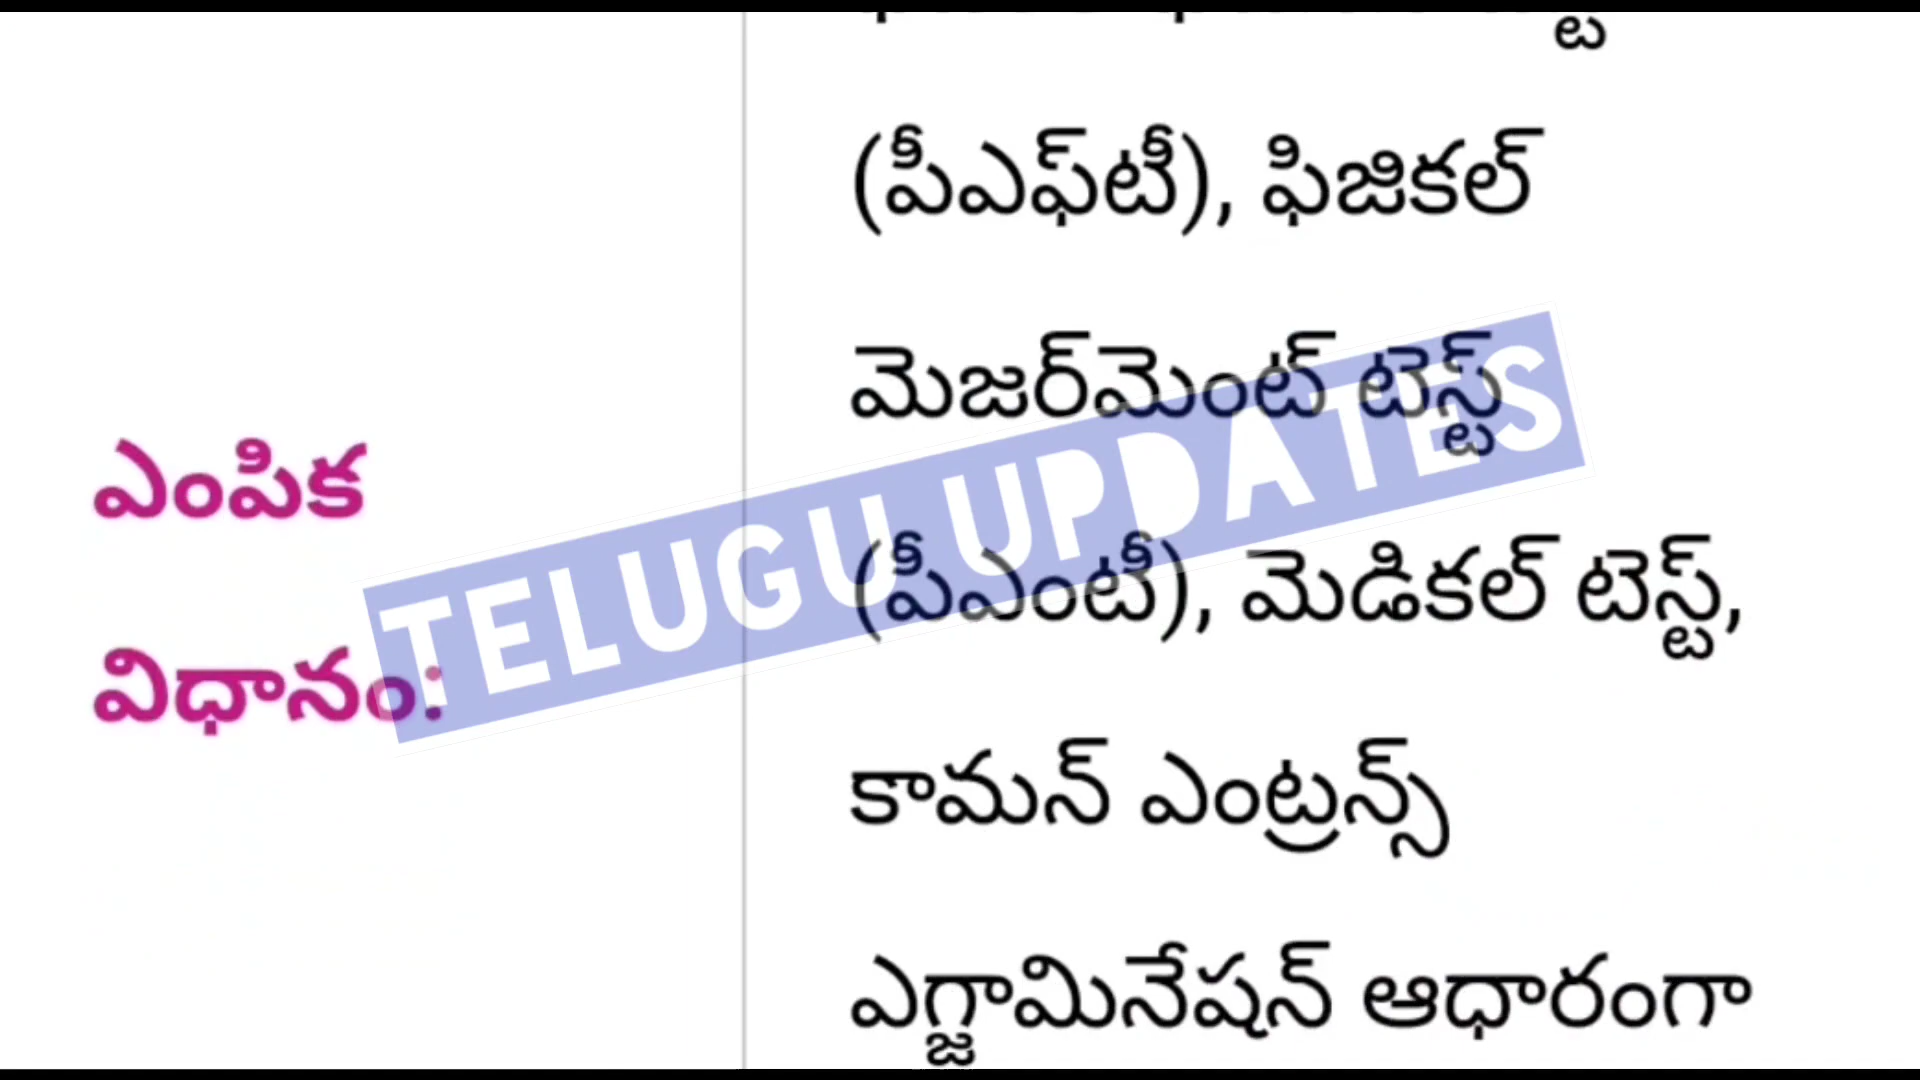 (పీఎఫ్‌టీ), ఫిజికల్
మెజర్‌మెంట్ టెస్ట్
ఎంపిక
(పీఎంటీ), మెడికల్ టెస్ట్,
విధానం:
కామన్ ఎంట్రన్స్
ఎగ్జామినేషన్ ఆధారంగా
TELUGU UPDATES